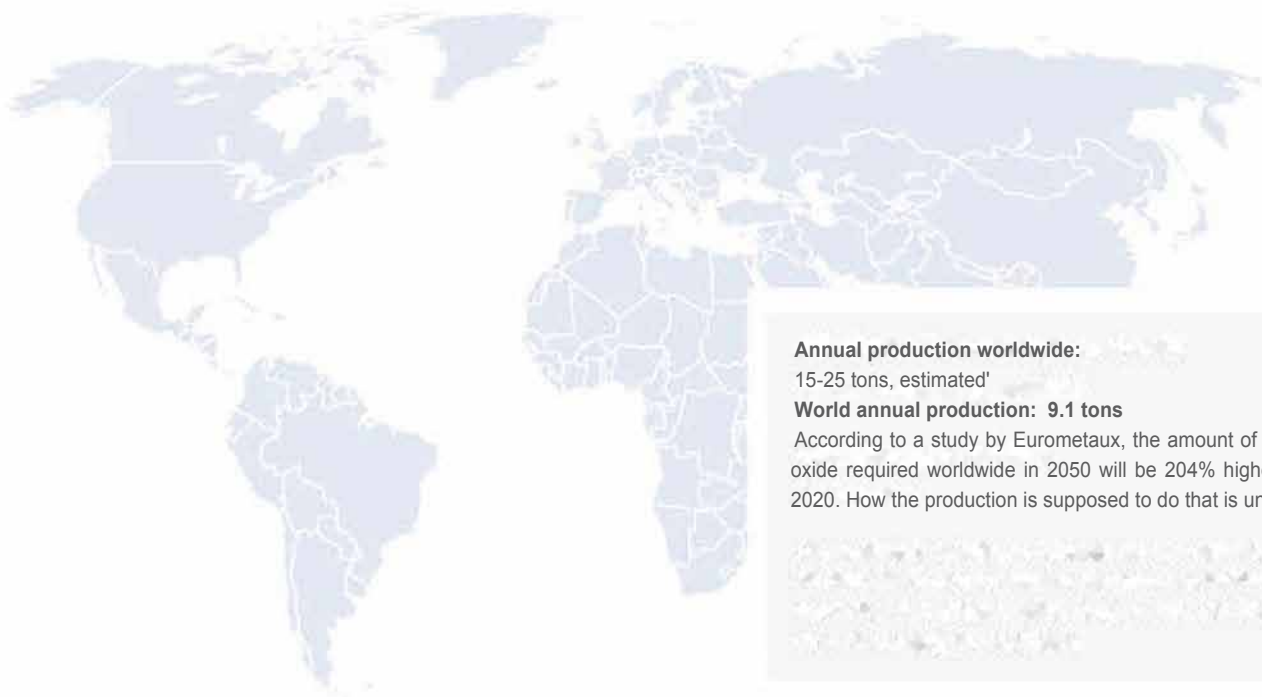 Annual production worldwide:
15-25 tons, estimated'
World annual production: 9.1 tons
According to a study by Eurometaux, the amount of
oxide required worldwide in 2050 will be 204%
2020. How the production is supposed to do that is